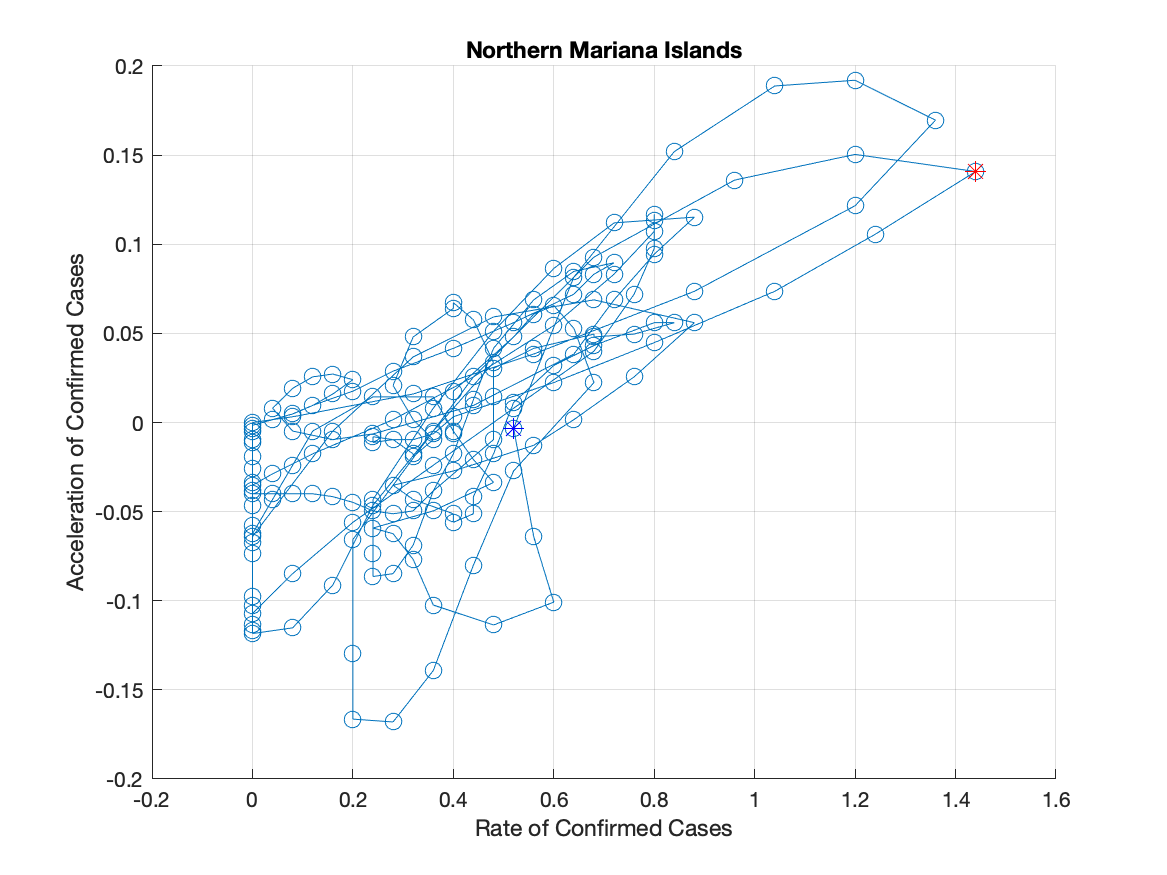 Northern Mariana Islands
0.2
0.15
0.1
0.05
0
-0.05
-0.1
-0.15
-0.2
Acceleration of Confirmed Cases
-0.2 0 0.2 0.4 0.6 0.8 1 1.2 1.4 1.6
Rate of Confirmed Cases